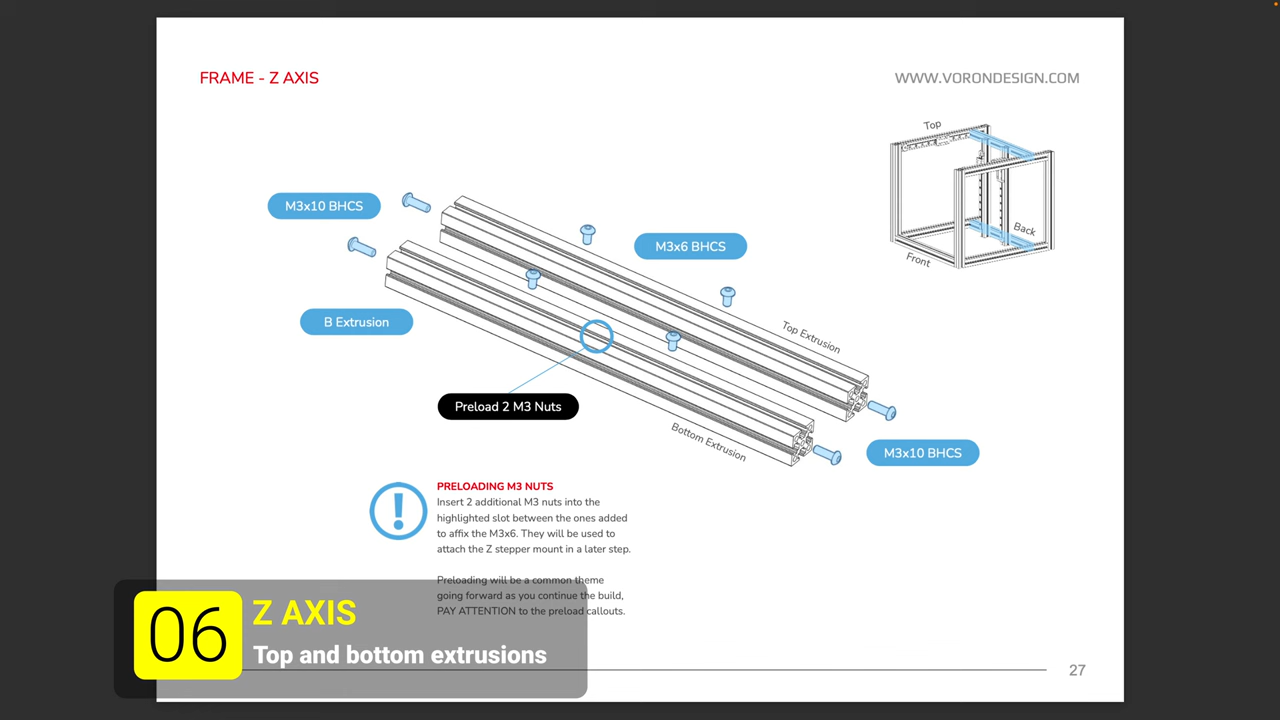 FRAME - Z AXIS
WWW.VORONDESIGN.COM
Top
Back
Front
M3x10 BHCS
M3x6 BHCS
B Extrusion
Top Extrusion
Preload 2 M3 Nuts
Bottom Extrusion
M3x10 BHCS
PRELOADING M3 NUTS
Insert 2 additional M3 nuts into the
highlighted slot between the ones added
to affix the M3x6. They will be used to
attach the Z stepper mount in a later step.
Preloading will be a common theme
going forward as you continue the build,
PAY ATTENTION to the preload callouts.
06
Z AXIS
Top and bottom extrusions
27